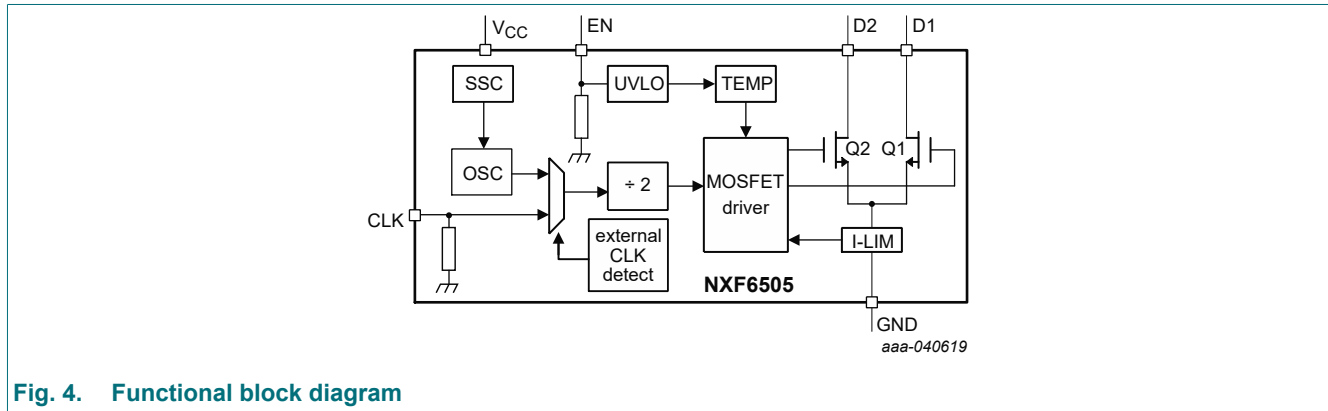 VCC
EN
D2
D1
SSC
UVLO
TEMP
OSC
÷ 2
MOSFET
driver
Q2
Q1
CLK
external
CLK
detect
I-LIM
NXF6505
GND
aaa-040619
Fig. 4. Functional block diagram